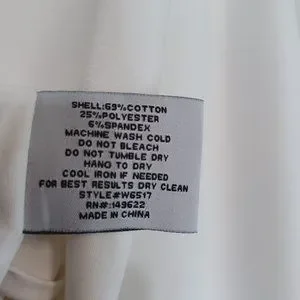 SHELL:69%COTTON
25%POLYESTER
6%SPANDEX
MACHINE WASH COLD
DO NOT BLEACH
DO NOT TUMBLE DRY
HANG TO DRY
COOL IRON IF NEEDED
FOR BEST RESULTS DRY CLEAN
STYLE#W6517
RN#:149622
MADE IN CHINA